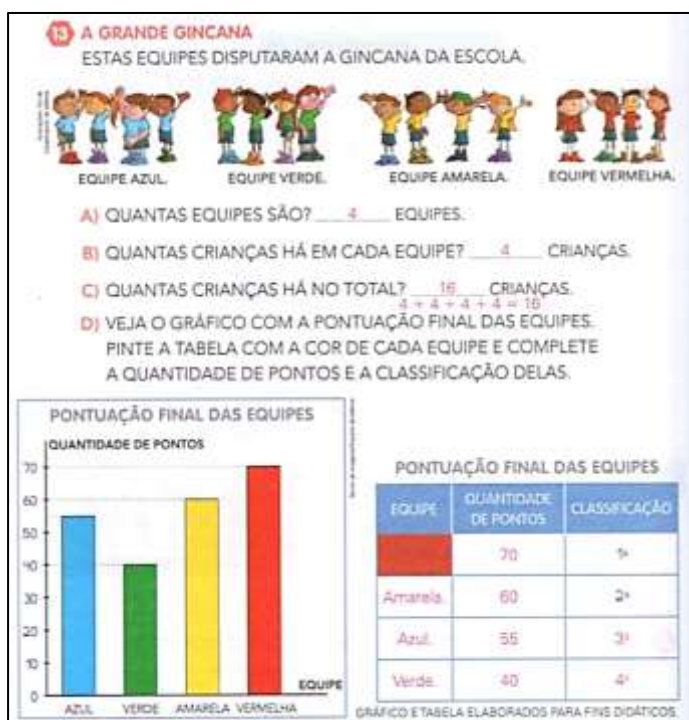 13 A GRANDE GINCANA
ESTAS EQUIPES DISPUTARAM A GINCANA DA ESCOLA.
EQUIPE AZUL. EQUIPE VERDE. EQUIPE AMARELA. EQUIPE VERMELHA.
A) QUANTAS EQUIPES SÃO? 4 EQUIPES.
B) QUANTAS CRIANÇAS HÁ EM CADA EQUIPE? 4 CRIANÇAS.
C) QUANTAS CRIANÇAS HÁ NO TOTAL? 16 CRIANÇAS.
4 + 4 + 4 + 4 = 16
D) VEJA O GRÁFICO COM A PONTUAÇÃO FINAL DAS EQUIPES.
PINTE A TABELA COM A COR DE CADA EQUIPE E COMPLETE
A QUANTIDADE DE PONTOS E A CLASSIFICAÇÃO DELAS.
PONTUAÇÃO FINAL DAS EQUIPES
QUANTIDADE DE PONTOS
70
60
50
40
30
20
10
0
EQUIPE
AZUL VERDE AMARELA VERMELHA
PONTUAÇÃO FINAL DAS EQUIPES
EQUIPE QUANTIDADE DE PONTOS CLASSIFICAÇÃO
70 1ª
Amarela. 60 2ª
Azul. 55 3ª
Verde. 40 4ª
GRÁFICO E TABELA ELABORADOS PARA FINS DIDÁTICOS.